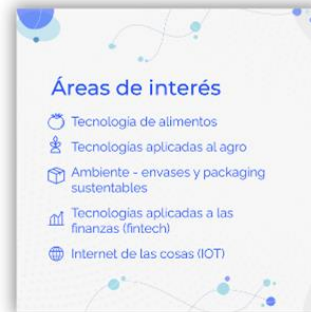 Áreas de interés
Tecnología de alimentos
Tecnologías aplicadas al agro
Ambiente - envases y packaging
sustentables
Tecnologías aplicadas a las
finanzas (fintech)
Internet de las cosas (IOT)